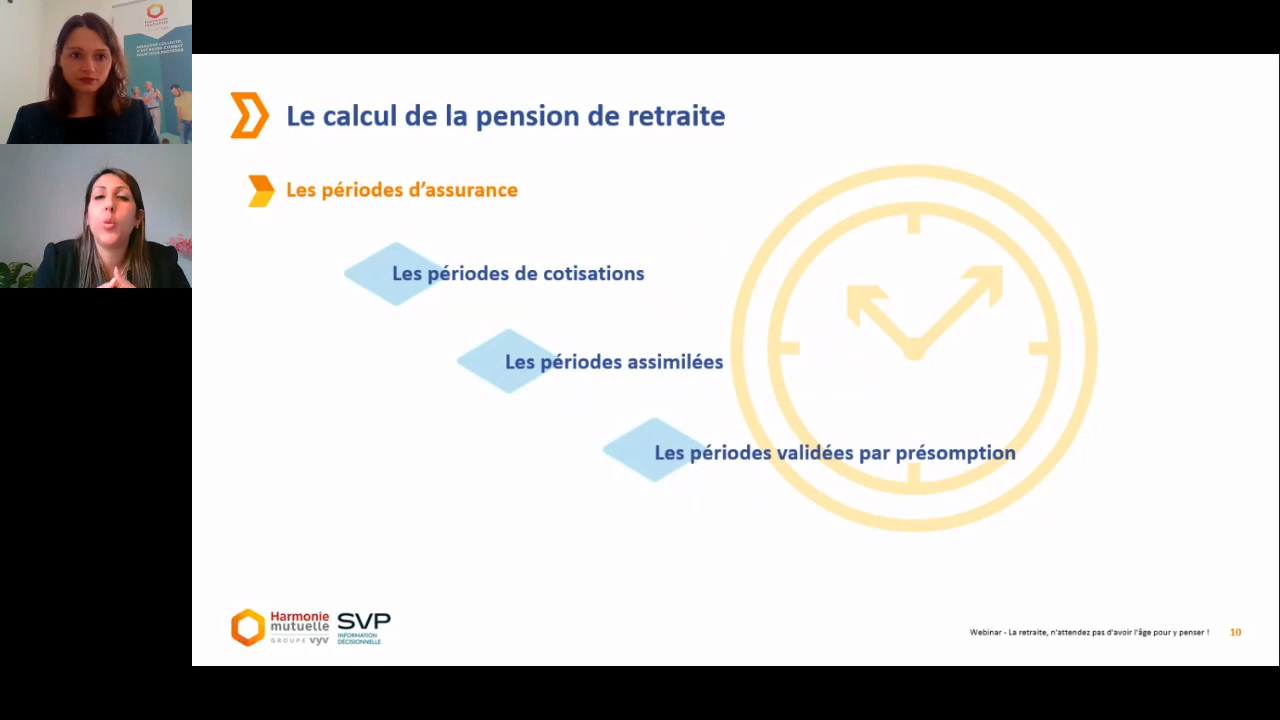 Harmonie
mutuelle
Le calcul de la pension de retraite
Les périodes d’assurance
Les périodes de cotisations
Les périodes assimilées
Les périodes validées par présomption
Harmonie
mutuelle
GROUPE vyv
SVP
INFORMATION
DÉCISIONNELLE
Webinar - La retraite, n'attendez pas d'avoir l'âge pour y penser !
10